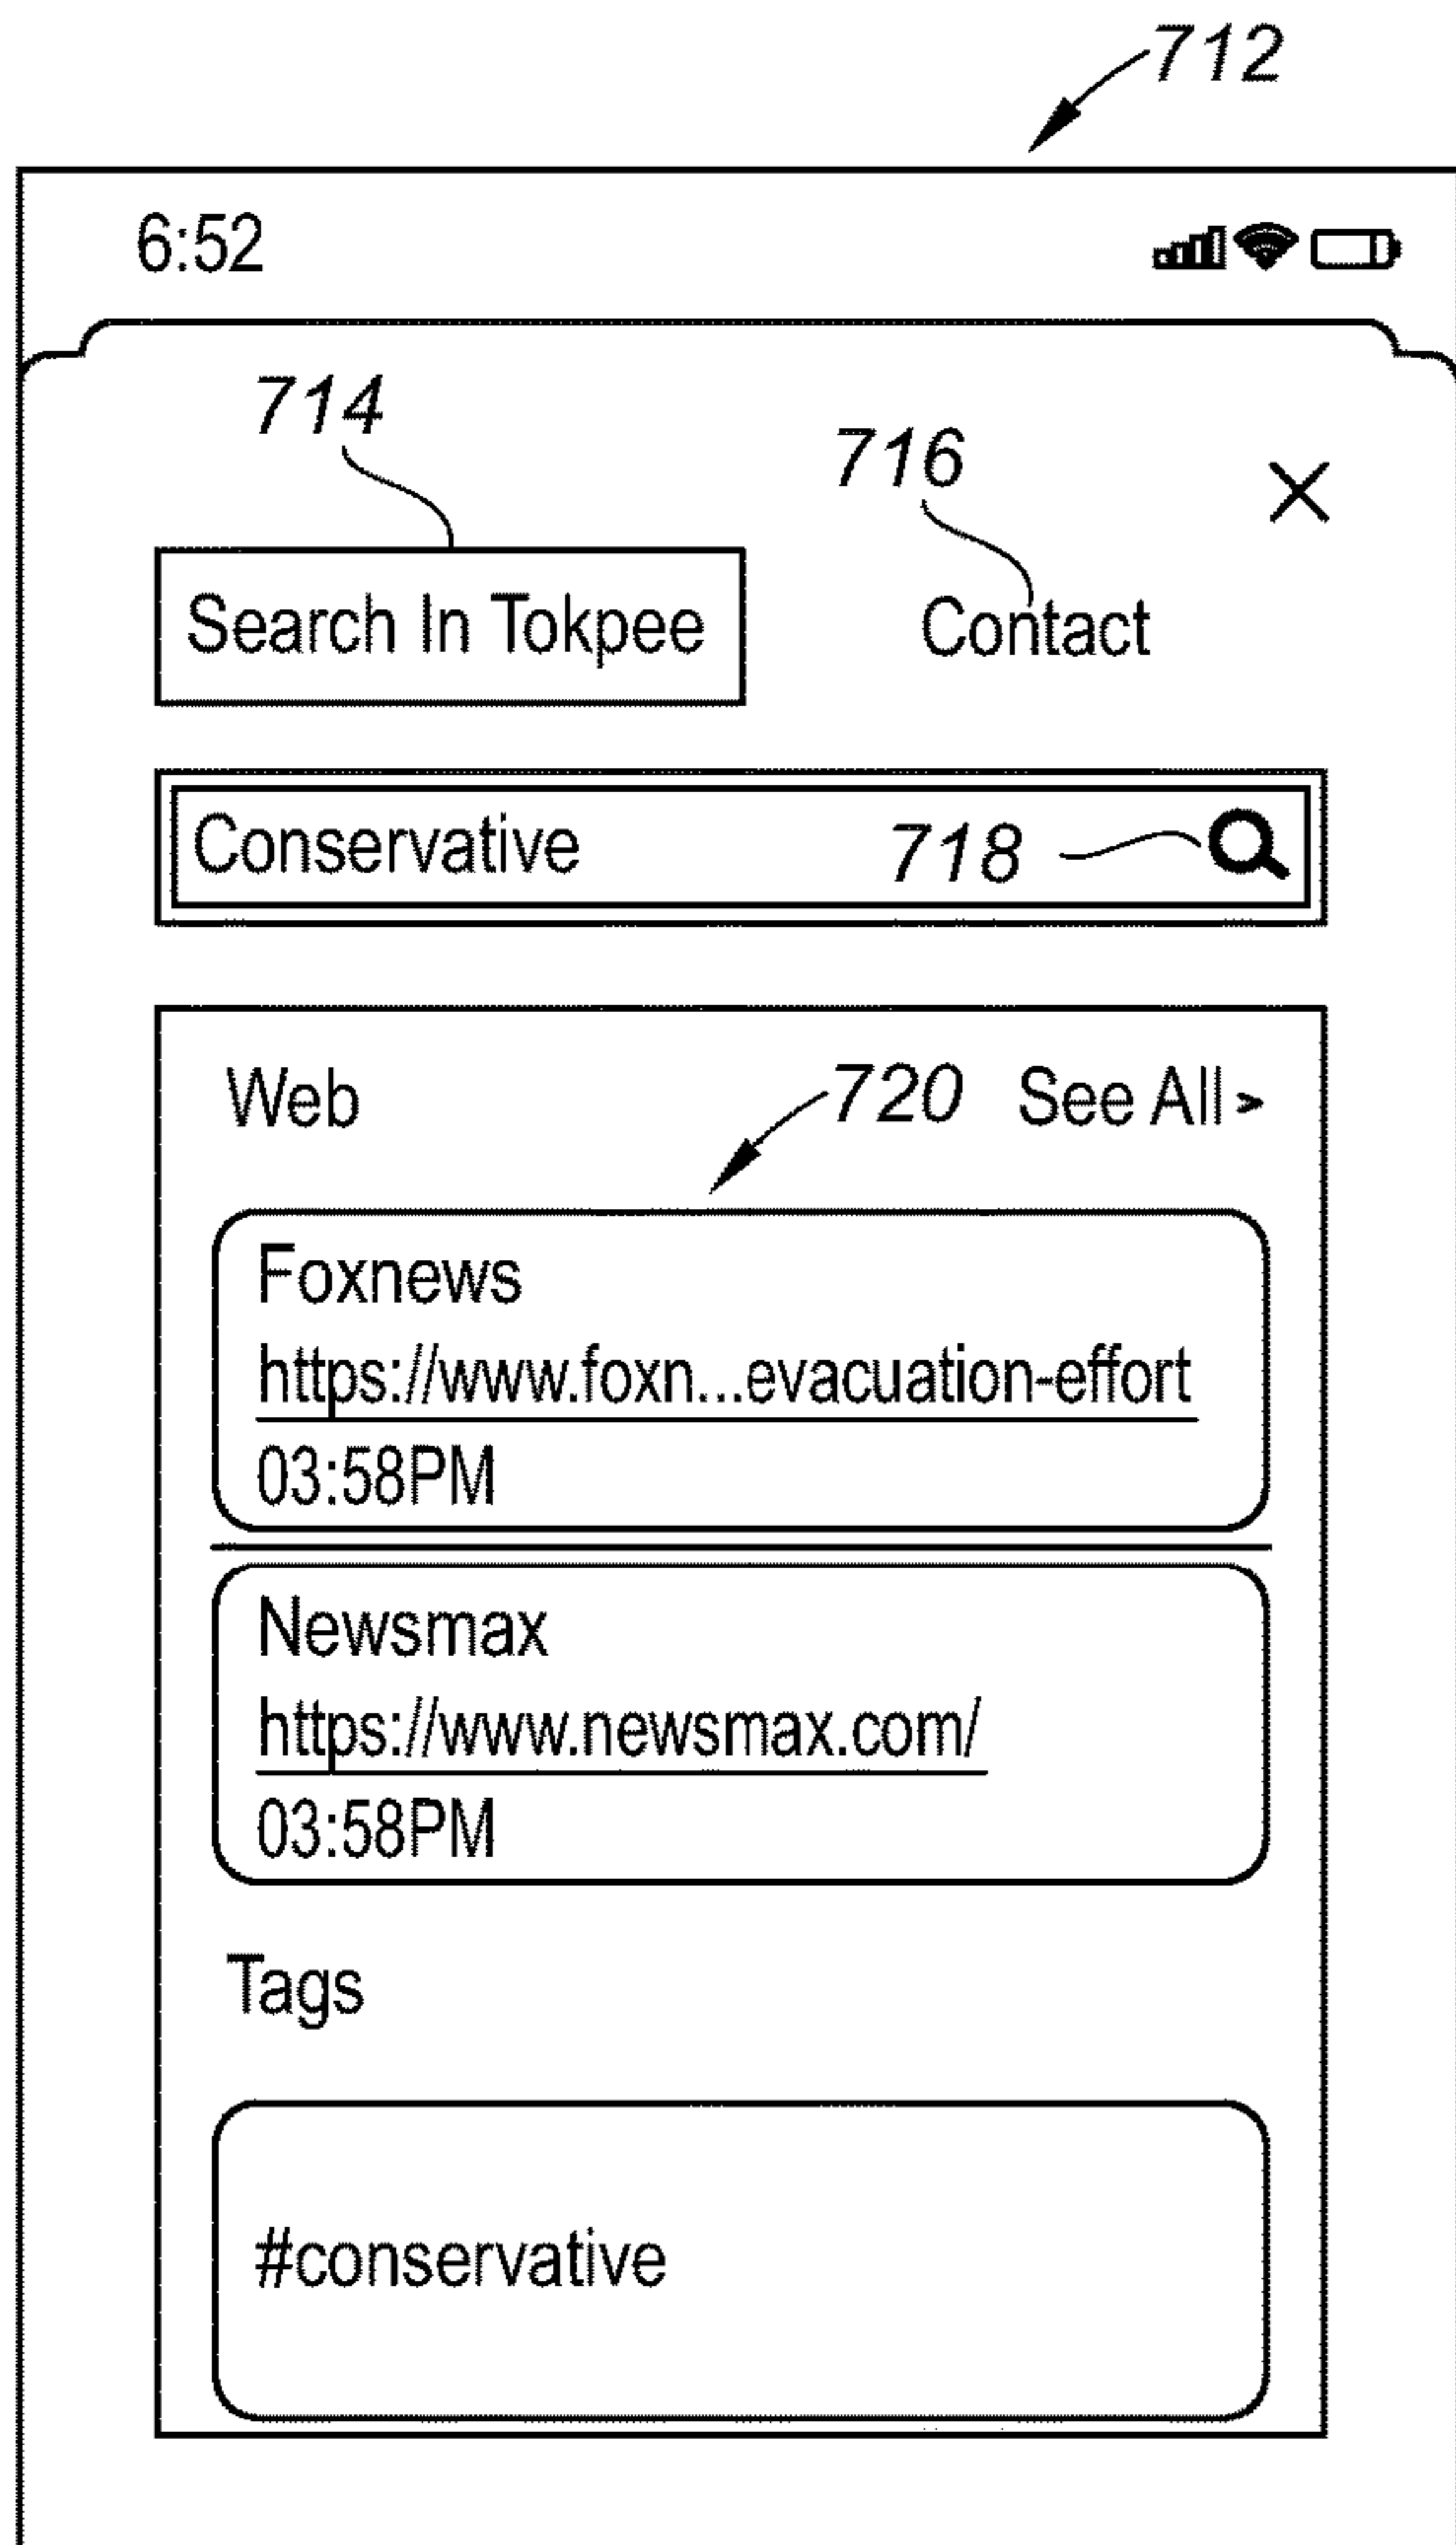 712
6:52
714
716
Search In Tokpee
Contact
Conservative 718
Web 720 See All >
Foxnews
https://www.foxn...evacuation-effort
03:58PM
Newsmax
https://www.newsmax.com/
03:58PM
Tags
#conservative